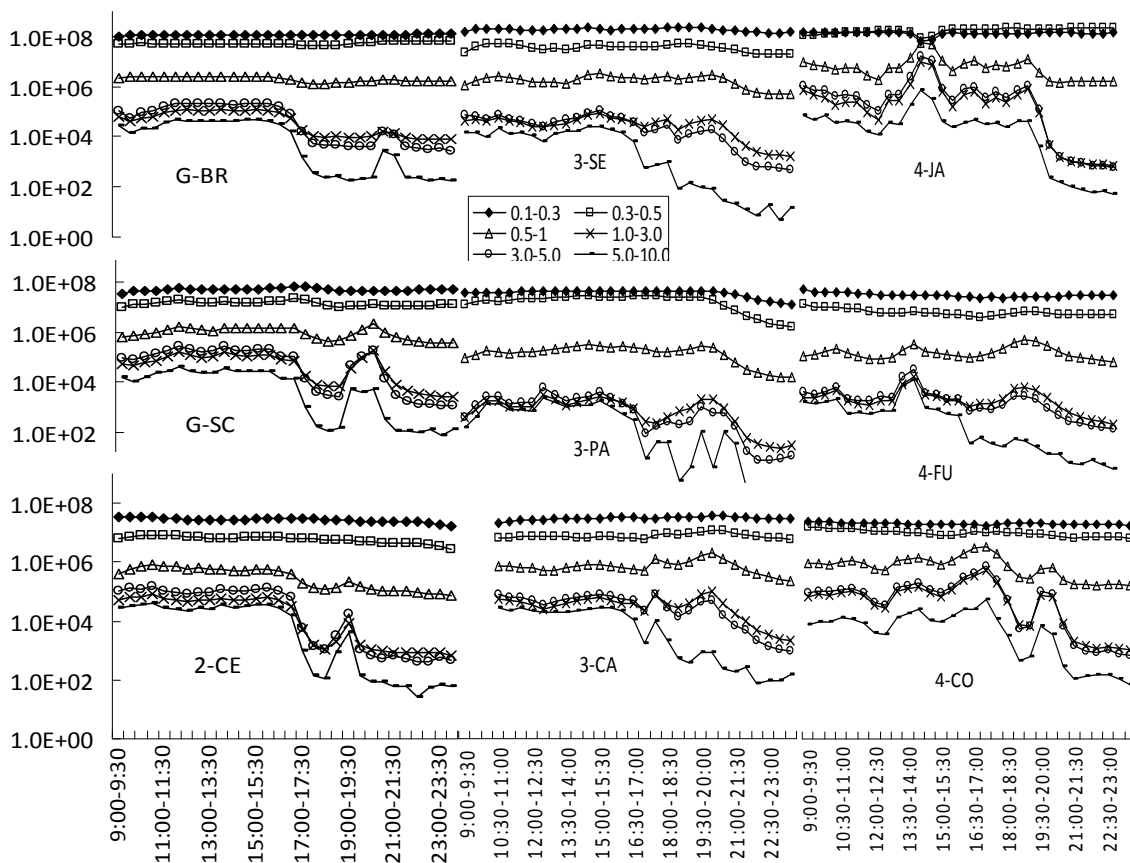 1.0E+08
1.0E+06
1.0E+04
1.0E+02
1.0E+00
G-BR
3-SE
4-JA
0.1-0.3
0.3-0.5
0.5-1
1.0-3.0
3.0-5.0
5.0-10.0
1.0E+08
1.0E+06
1.0E+04
1.0E+02
G-SC
3-PA
4-FU
1.0E+08
1.0E+06
1.0E+04
1.0E+02
1.0E+00
2-CE
3-CA
4-CO
9:00-9:30
11:00-11:30
13:00-13:30
15:00-15:30
17:00-17:30
19:00-19:30
21:00-21:30
23:00-23:30
9:00-9:30
10:30-11:00
12:00-12:30
13:30-14:00
15:00-15:30
16:30-17:00
18:00-18:30
19:30-20:00
21:00-21:30
22:30-23:00
9:00-9:30
10:30-11:00
12:00-12:30
13:30-14:00
15:00-15:30
16:30-17:00
18:00-18:30
19:30-20:00
21:00-21:30
22:30-23:00